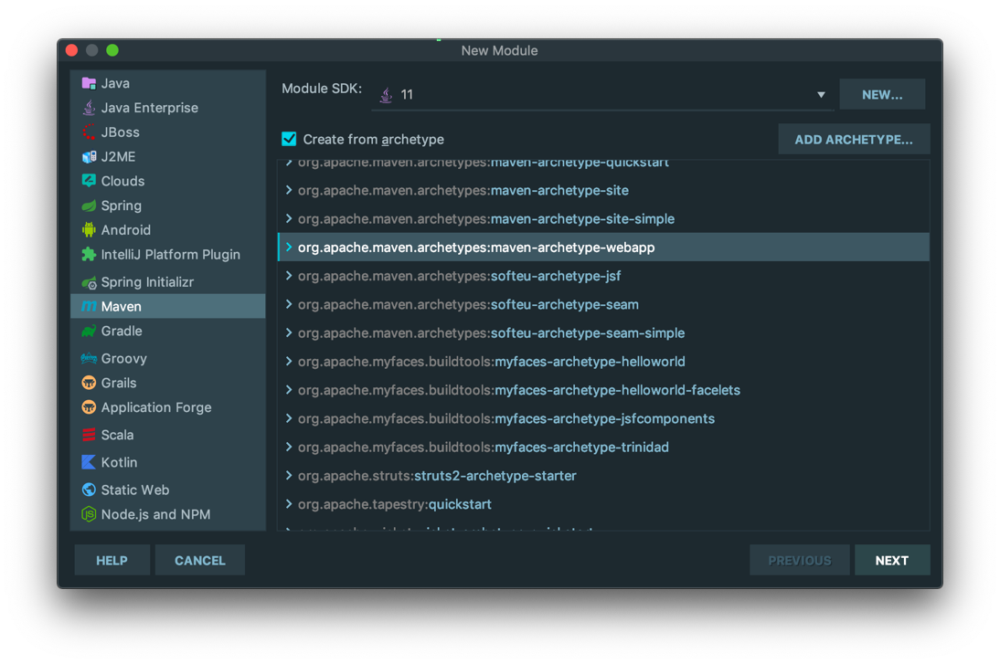 New Module
Java
Java Enterprise
JBoss
J2ME
Clouds
Spring
Android
IntelliJ Platform Plugin
Spring Initializr
Maven
Gradle
Groovy
Grails
Application Forge
Scala
Kotlin
Static Web
Node.js and NPM
Module SDK: 11 NEW...
Create from archetype ADD ARCHETYPE...
org.apache.maven.archetypes:maven-archetype-quickstart
org.apache.maven.archetypes:maven-archetype-site
org.apache.maven.archetypes:maven-archetype-site-simple
org.apache.maven.archetypes:maven-archetype-webapp
org.apache.maven.archetypes:softeu-archetype-jsf
org.apache.maven.archetypes:softeu-archetype-seam
org.apache.maven.archetypes:softeu-archetype-seam-simple
org.apache.myfaces.buildtools:myfaces-archetype-helloworld
org.apache.myfaces.buildtools:myfaces-archetype-helloworld-facelets
org.apache.myfaces.buildtools:myfaces-archetype-jsfcomponents
org.apache.myfaces.buildtools:myfaces-archetype-trinidad
org.apache.struts:struts2-archetype-starter
org.apache.tapestry:quickstart
HELP CANCEL PREVIOUS NEXT